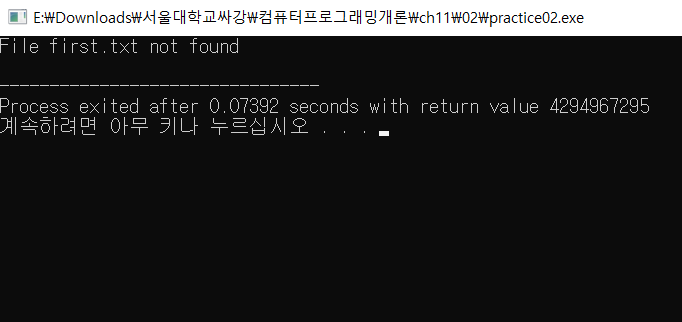 E:₩Downloads₩서울대학교싸강₩컴퓨터프로그래밍개론₩ch11₩02₩practice02.exe
File first.txt not found
--------------------------------
Process exited after 0.07392 seconds with return value 4294967295
계속하려면 아무 키나 누르십시오 . . .